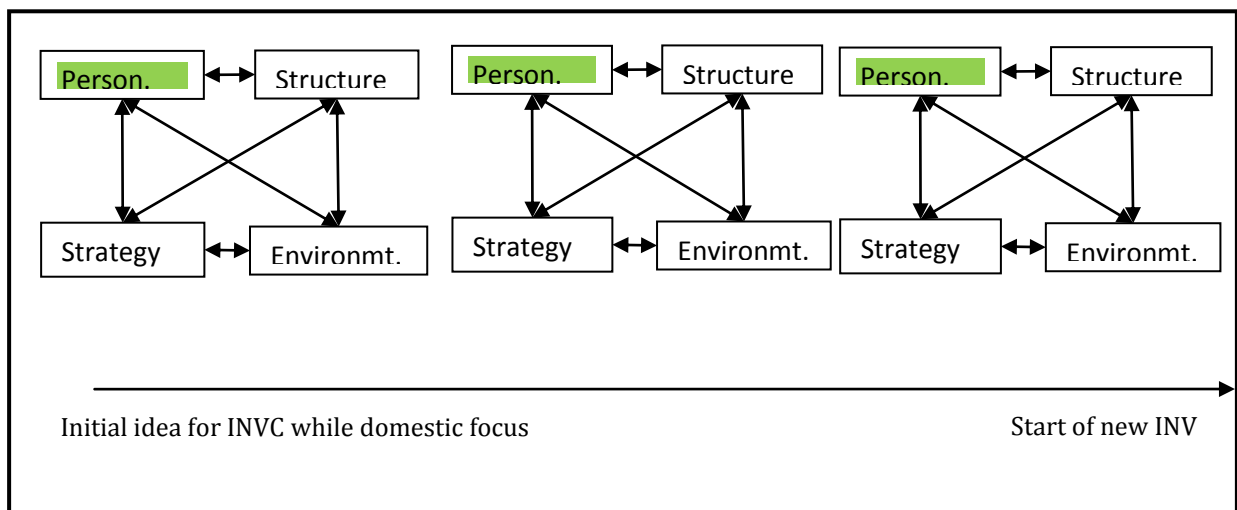 Person. Structure Person. Structure Person. Structure
Strategy Environmt. Strategy Environmt. Strategy Environmt.
Initial idea for INVC while domestic focus Start of new INV